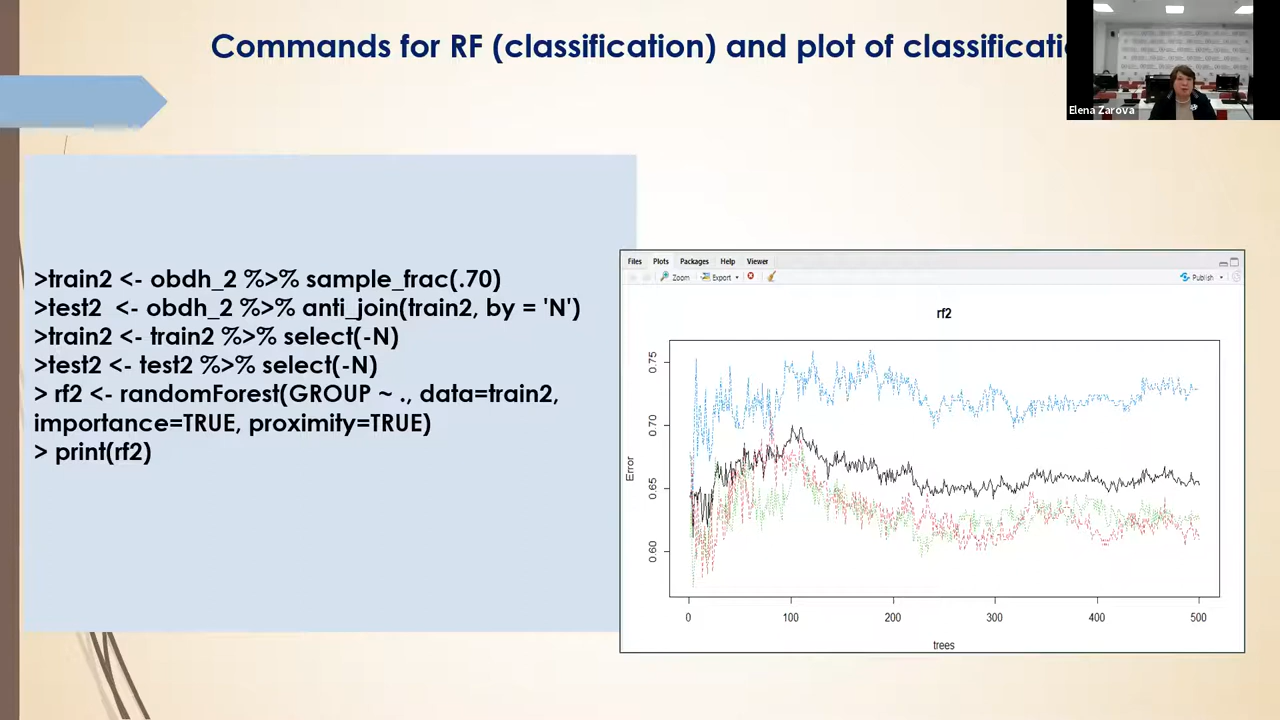 Commands for RF (classification) and plot of
Elena Zarova
>train2 <- obdh_2 %>% sample_frac(.70)
>test2 <- obdh_2 %>% anti_join(train2, by = 'N')
>train2 <- train2 %>% select(-N)
>test2 <- test2 %>% select(-N)
> rf2 <- randomForest(GROUP ~ ., data=train2,
importance=TRUE, proximity=TRUE)
> print(rf2)
Files Plots Packages Help Viewer
Zoom Export Publish
rf2
0.75
0.70
0.65
0.60
Error
0 100 200 300 400 500
trees